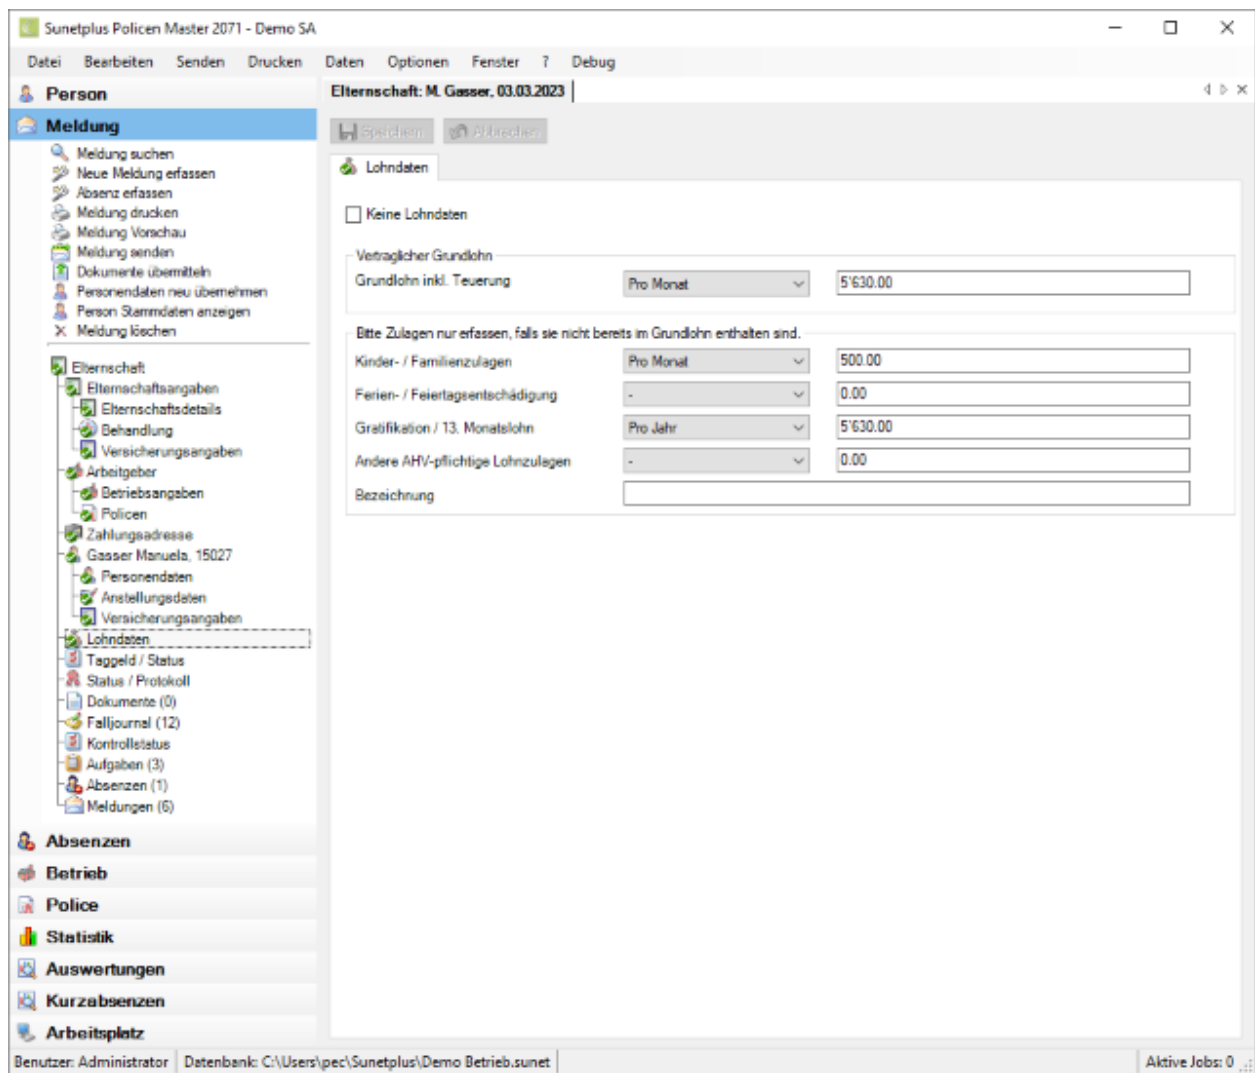 Sunetplus Policen Master 2071 - Demo SA
Datei Bearbeiten Senden Drucken Daten Optionen Fenster ? Debug
Person
Meldung
Meldung suchen
Neue Meldung erfassen
Absenz erfassen
Meldung drucken
Meldung Vorschau
Meldung senden
Dokumente übermitteln
Personendaten neu übernehmen
Person Stammdaten anzeigen
Meldung löschen
Elternschaft
Elternschaftsangaben
Elternschaftsdetails
Behandlung
Versicherungsangaben
Arbeitgeber
Betriebsangaben
Policen
Zahlungsadresse
Gasser Manuela, 15027
Personendaten
Anstellungsdaten
Versicherungsangaben
Lohndaten
Taggeld / Status
Status / Protokoll
Dokumente (0)
Falljournal (12)
Kontrollstatus
Aufgaben (3)
Absenzen (1)
Meldungen (6)
Absenzen
Betrieb
Police
Statistik
Auswertungen
Kurzabsenzen
Arbeitsplatz
Elternschaft: M. Gasser, 03.03.2023
Speichern Abbrechen
Lohndaten
Keine Lohndaten
Vertraglicher Grundlohn
Grundlohn inkl. Teuerung Pro Monat 5'630.00
Bitte Zulagen nur erfassen, falls sie nicht bereits im Grundlohn enthalten sind.
Kinder- / Familienzulagen Pro Monat 500.00
Ferien- / Feiertagsentschädigung - 0.00
Gratifikation / 13. Monatslohn Pro Jahr 5'630.00
Andere AHV-pflichtige Lohnzulagen - 0.00
Bezeichnung
Benutzer: Administrator Datenbank: C:\Users\pec\Sunetplus\Demo Betrieb.sunet Aktive Jobs: 0